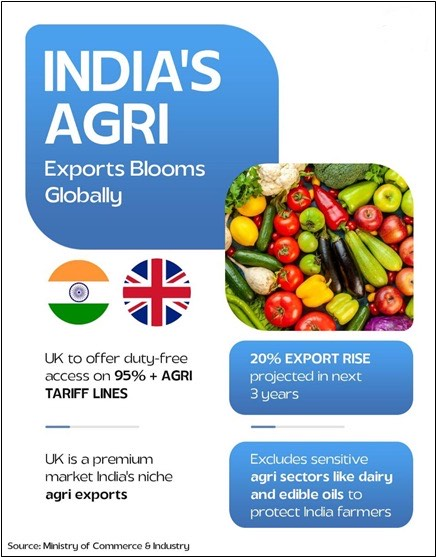 INDIA'S
AGRI
Exports Blooms
Globally
UK to offer duty-free
access on 95% + AGRI
TARIFF LINES
20% EXPORT RISE
projected in next
3 years
UK is a premium
market India's niche
agri exports
Excludes sensitive
agri sectors like dairy
and edible oils to
protect India farmers
Source: Ministry of Commerce & Industry